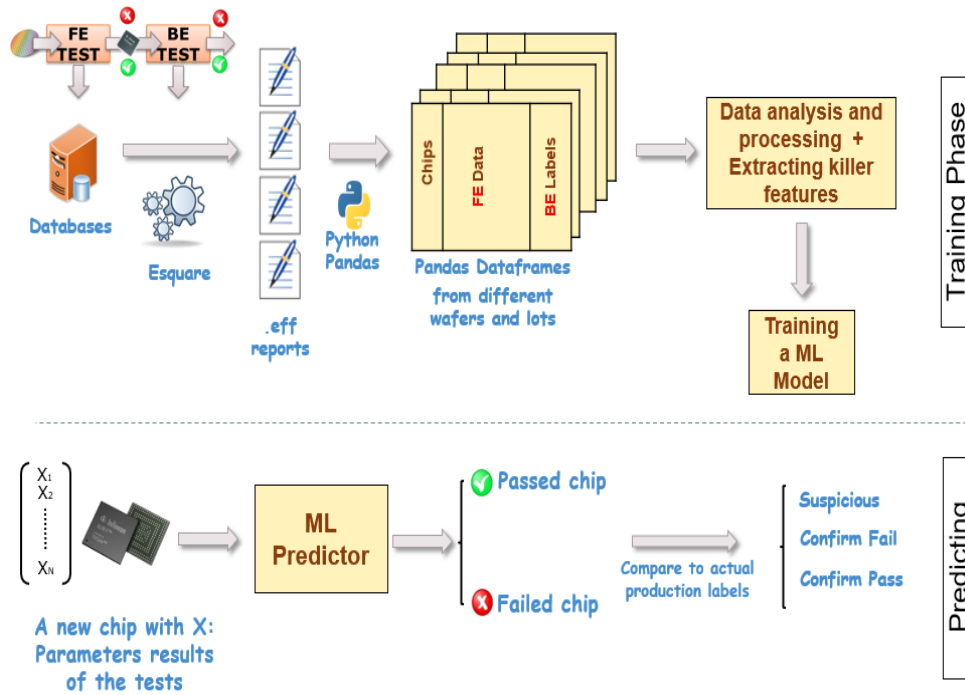 FE
TEST
BE
TEST
Databases
Esquare
.eff
reports
Python
Pandas
Chips
FE Data
BE Labels
Pandas Dataframes
from different
wafers and lots
Data analysis and
processing +
Extracting killer
features
Training
a ML
Model
Training Phase
X1
X2
XN
Infineon
A new chip with X:
Parameters results
of the tests
ML
Predictor
Passed chip
Failed chip
Compare to actual
production labels
Suspicious
Confirm Fail
Confirm Pass
Predicting